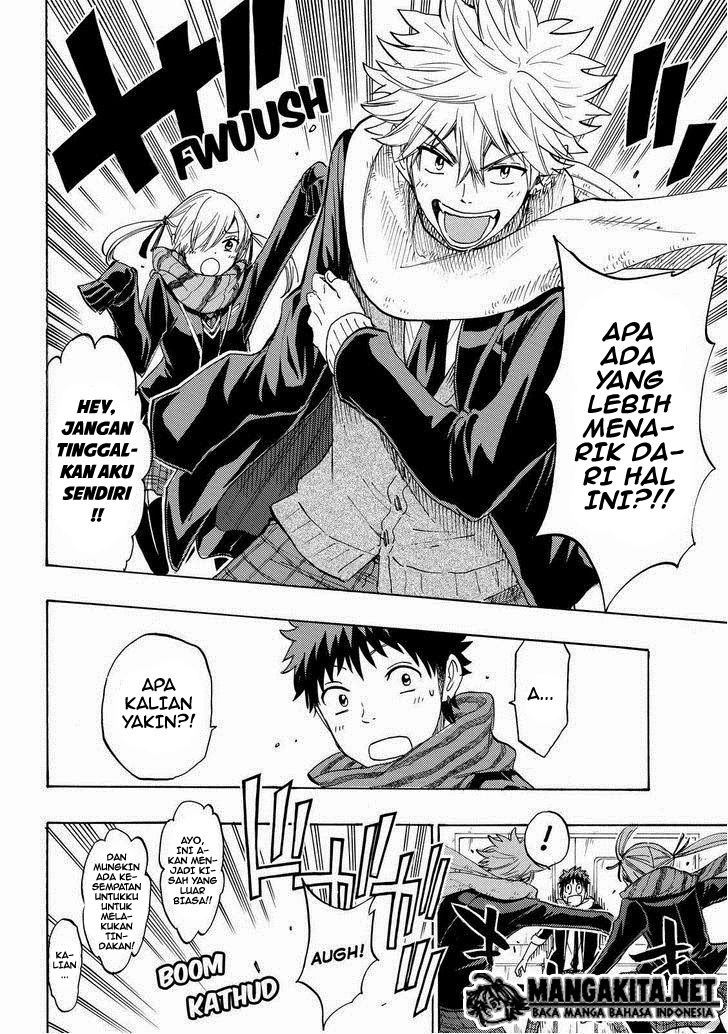 FWUUSH
APA
ADA
YANG
LEBIH
MENA-
RIK DA-
RI HAL
INI?!!
HEY,
JANGAN
TINGGAL-
KAN AKU
SENDIRI
!!
A...
APA
KALIAN
YAKIN?!
!
AUGH!
BOOM
KATHUD
AYO,
INI A-
KAN MEN-
JADI KI-
SAH YANG
LUAR
BIASA!
DAN
MUNGKIN
ADA KE-
SEMPATAN
UNTUKKU
UNTUK
MELA-
KUKAN
TIN-
DAKAN!
KA-
LIAN
...
MANGAKITA.NET
BACA MANGA BAHASA INDONESIA